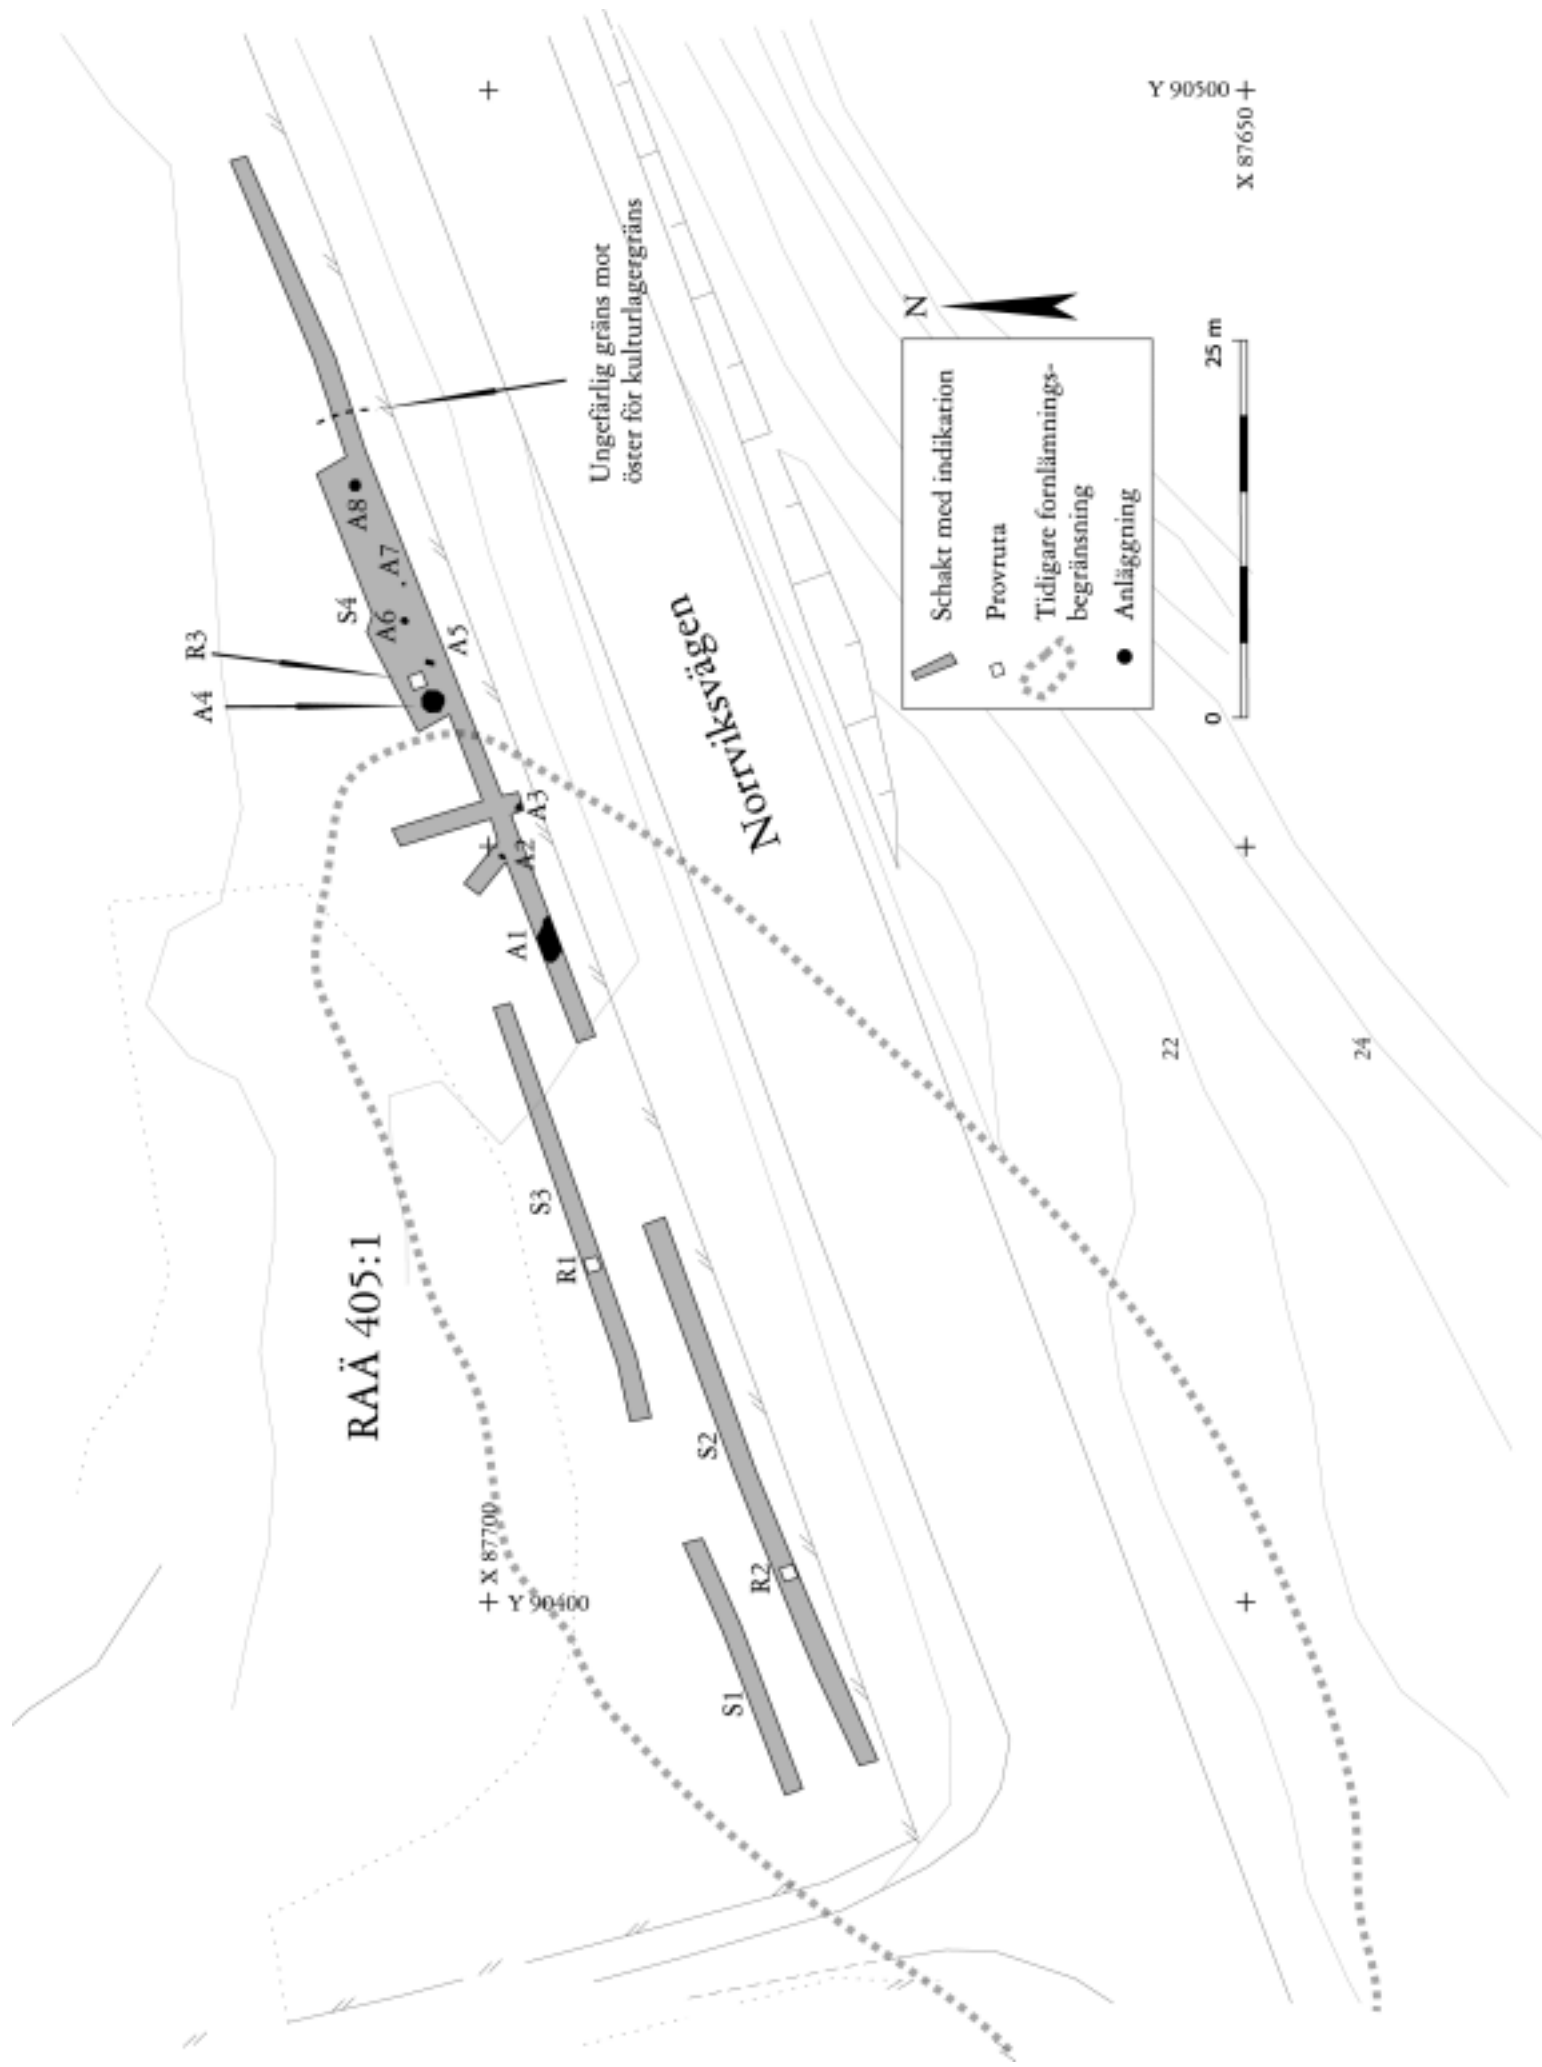 RAÄ 405:1
A4
R3
S4
A8
A7
A6
A5
A3
A2
A1
S3
R1
S2
R2
S1
X 87700
Y 90400
Norrviksvägen
Ungefärlig gräns mot
öster för kulturlagergräns
Y 90500
X 87650
N
Schakt med indikation
Provruta
Tidigare fornlämnings-
begränsning
Anläggning
0
25 m
22
24